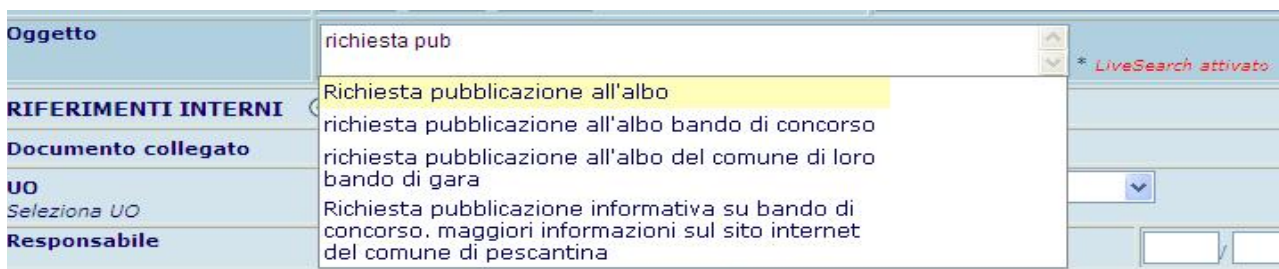 Oggetto
richiesta pub
* LiveSearch attivato
Richiesta pubblicazione all'albo
RIFERIMENTI INTERNI
richiesta pubblicazione all'albo bando di concorso
Documento collegato
richiesta pubblicazione all'albo del comune di loro
bando di gara
UO
Seleziona UO
Richiesta pubblicazione informativa su bando di
concorso. maggiori informazioni sul sito internet
del comune di pescantina
Responsabile
/